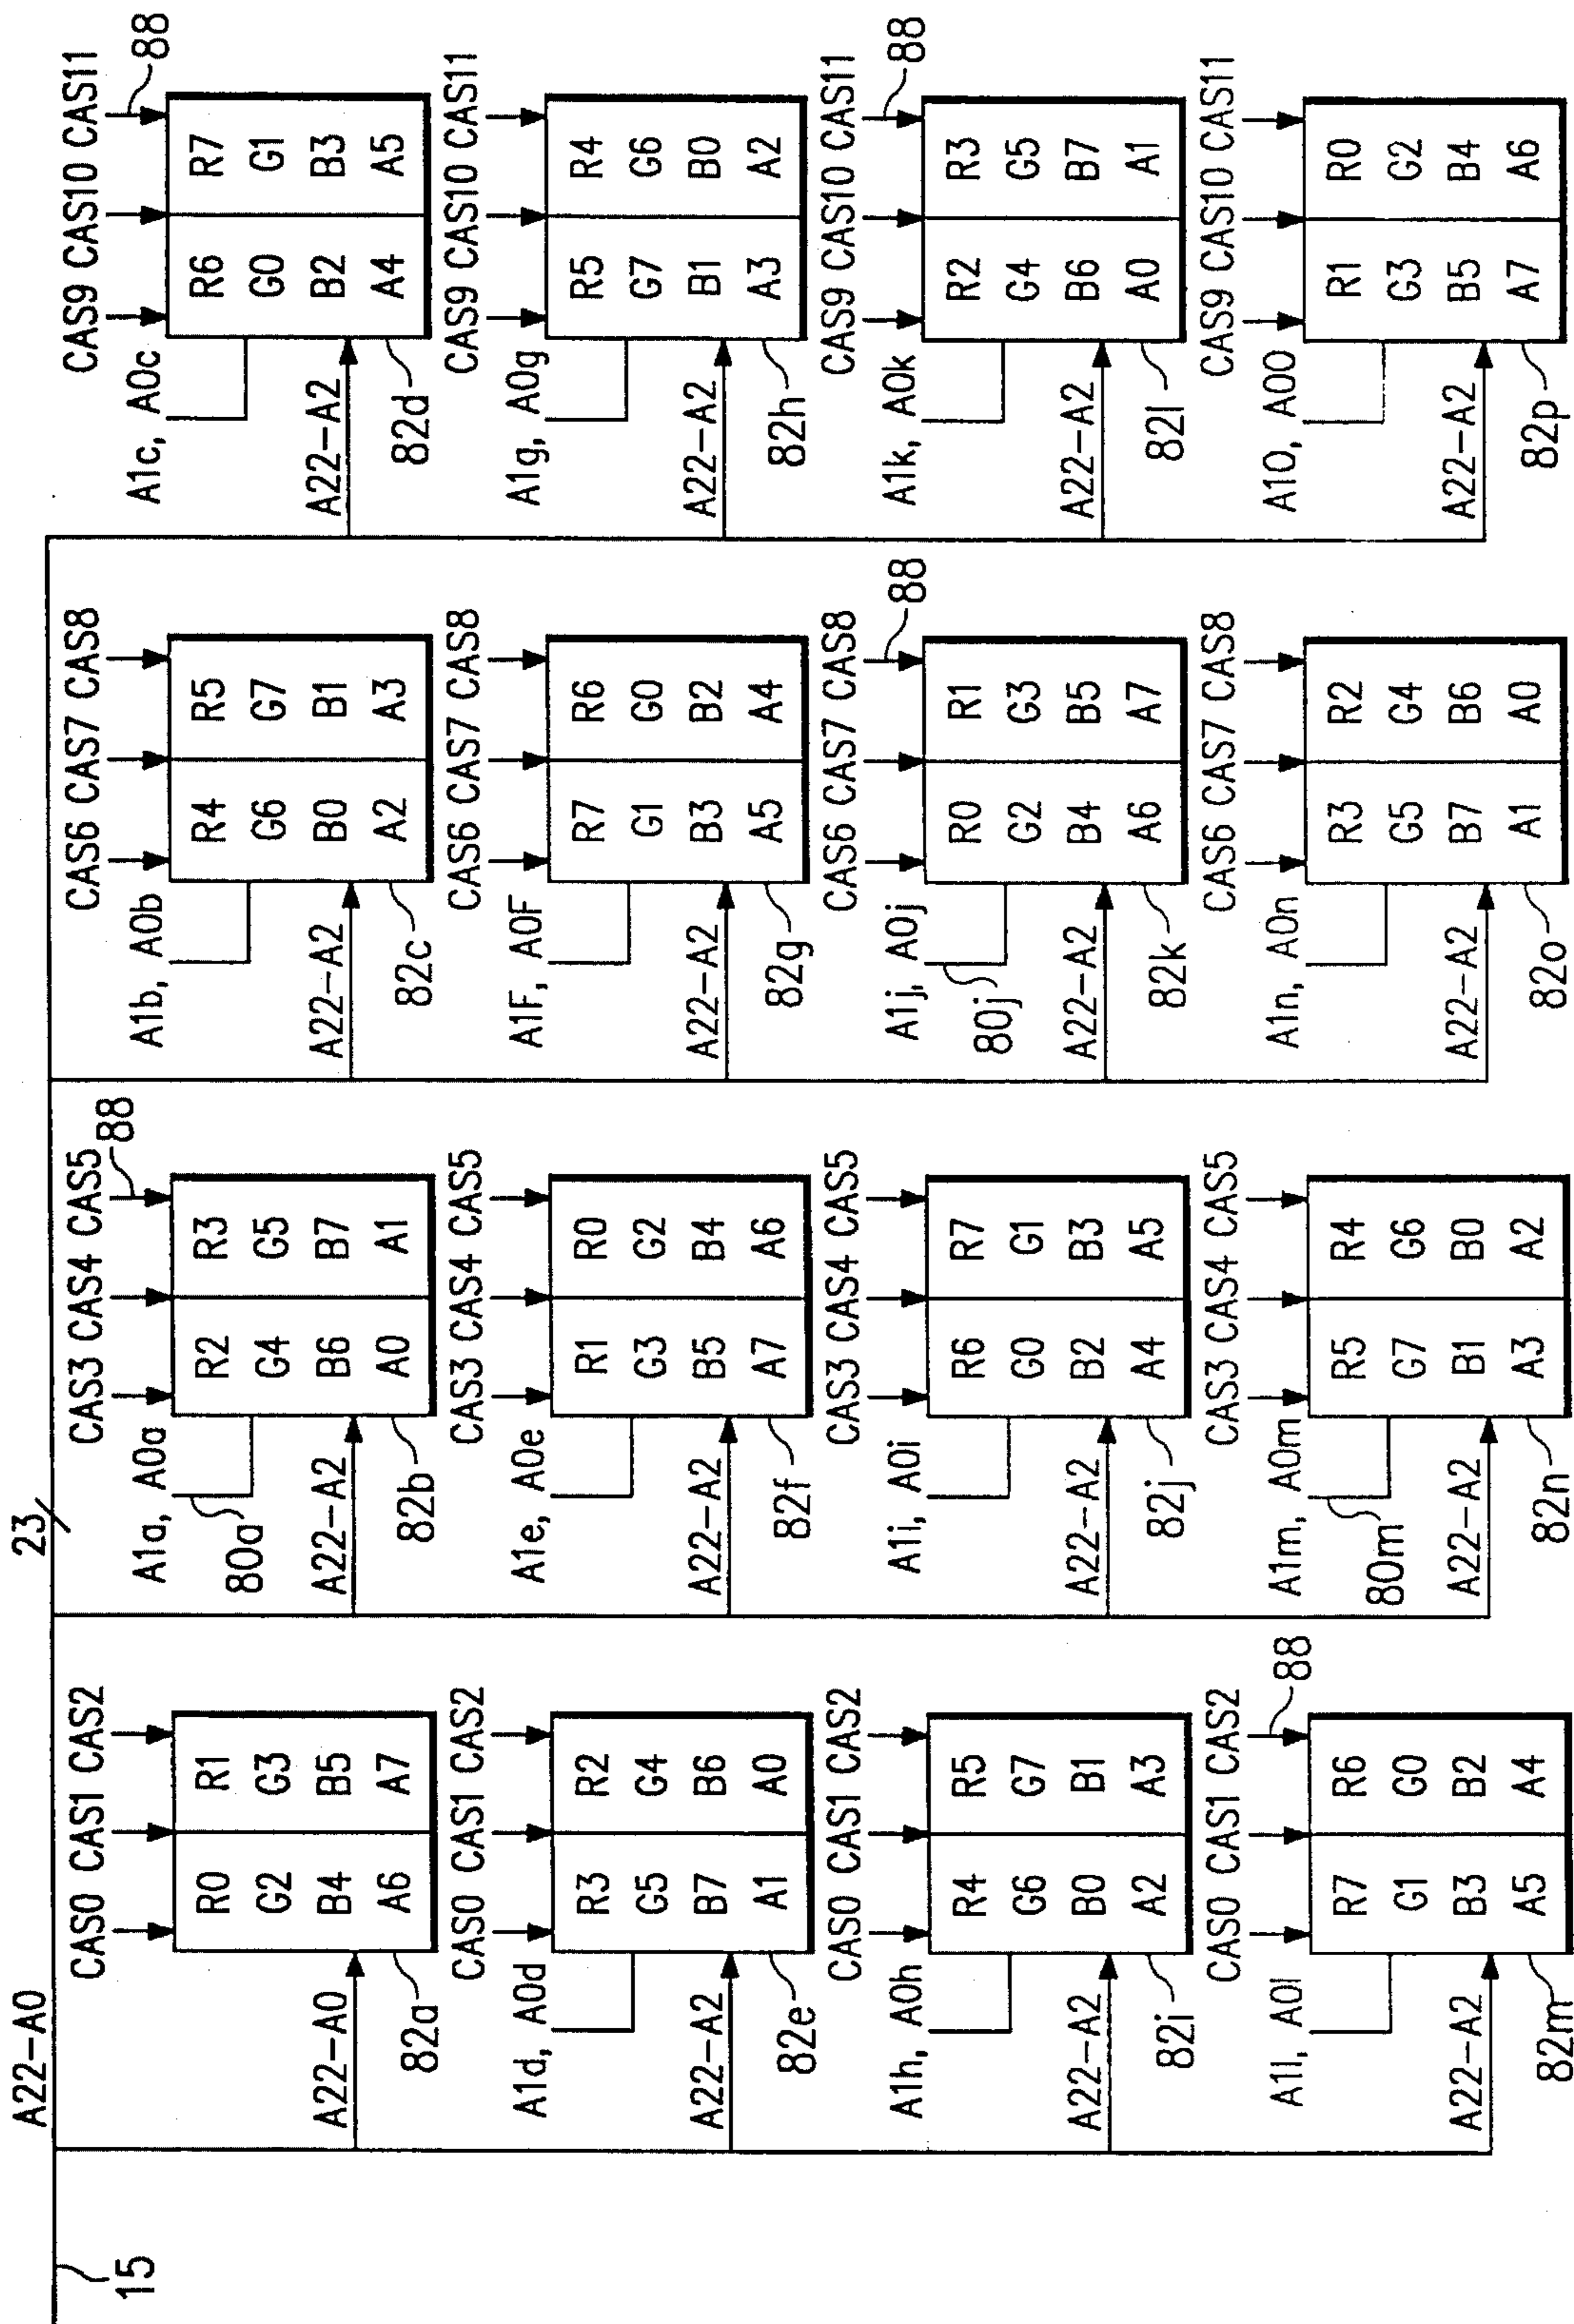 A22-A0
23
15
CAS0 CAS1 CAS2
R0 R1
G2 G3
B4 B5
A6 A7
A22-A0
82a
CAS3 CAS4 CAS5
88
A1a, A0a
80a
R2 R3
G4 G5
B6 B7
A0 A1
A22-A2
82b
CAS6 CAS7 CAS8
A1b, A0b
R4 R5
G6 G7
B0 B1
A2 A3
A22-A2
82c
CAS9 CAS10 CAS11
88
A1c, A0c
R6 R7
G0 G1
B2 B3
A4 A5
A22-A2
82d
CAS0 CAS1 CAS2
A1d, A0d
R3 R2
G5 G4
B7 B6
A1 A0
A22-A2
82e
CAS3 CAS4 CAS5
A1e, A0e
R1 R0
G3 G2
B5 B4
A7 A6
A22-A2
82f
CAS6 CAS7 CAS8
A1F, A0F
R7 R6
G1 G0
B3 B2
A5 A4
A22-A2
82g
CAS9 CAS10 CAS11
A1g, A0g
R5 R4
G7 G6
B1 B0
A3 A2
A22-A2
82h
CAS0 CAS1 CAS2
A1h, A0h
R4 R5
G6 G7
B0 B1
A2 A3
A22-A2
82i
CAS3 CAS4 CAS5
A1i, A0i
R6 R7
G0 G1
B2 B3
A4 A5
A22-A2
82j
CAS6 CAS7 CAS8
88
A1j, A0j
80j
R0 R1
G2 G3
B4 B5
A6 A7
A22-A2
82k
CAS9 CAS10 CAS11
88
A1k, A0k
R2 R3
G4 G5
B6 B7
A0 A1
A22-A2
82l
CAS0 CAS1 CAS2
88
A1l, A0l
R7 R6
G1 G0
B3 B2
A5 A4
A22-A2
82m
CAS3 CAS4 CAS5
A1m, A0m
80m
R5 R4
G7 G6
B1 B0
A3 A2
A22-A2
82n
CAS6 CAS7 CAS8
A1n, A0n
R3 R2
G5 G4
B7 B6
A1 A0
A22-A2
82o
CAS9 CAS10 CAS11
A10, A00
R1 R0
G3 G2
B5 B4
A7 A6
A22-A2
82p